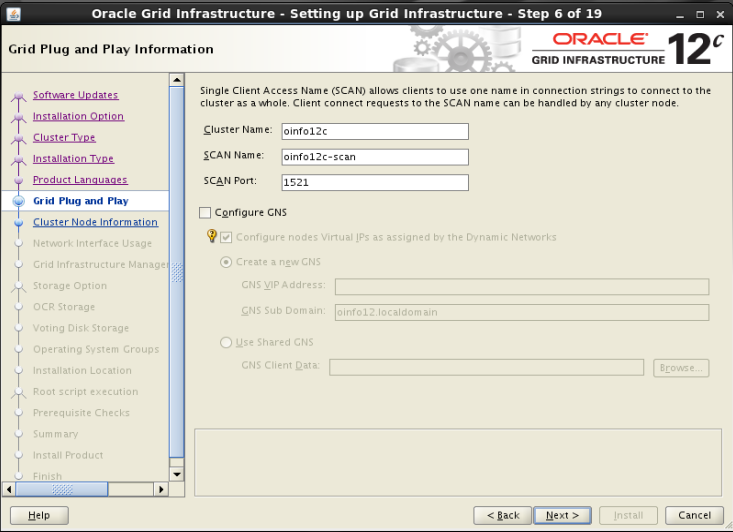 Oracle Grid Infrastructure - Setting up Grid Infrastructure - Step 6 of 19
Grid Plug and Play Information
ORACLE
GRID INFRASTRUCTURE
12c
Software Updates
Installation Option
Cluster Type
Installation Type
Product Languages
Grid Plug and Play
Cluster Node Information
Network Interface Usage
Grid Infrastructure Manager
Storage Option
OCR Storage
Voting Disk Storage
Operating System Groups
Installation Location
Root script execution
Prerequisite Checks
Summary
Install Product
Finish
Single Client Access Name (SCAN) allows clients to use one name in connection strings to connect to the
cluster as a whole. Client connect requests to the SCAN name can be handled by any cluster node.
Cluster Name: oinfo12c
SCAN Name: oinfo12c-scan
SCAN Port: 1521
Configure GNS
Configure nodes Virtual IPs as assigned by the Dynamic Networks
Create a new GNS
GNS VIP Address:
GNS Sub Domain: oinfo12.localdomain
Use Shared GNS
GNS Client Data: Browse...
Help < Back Next > Install Cancel